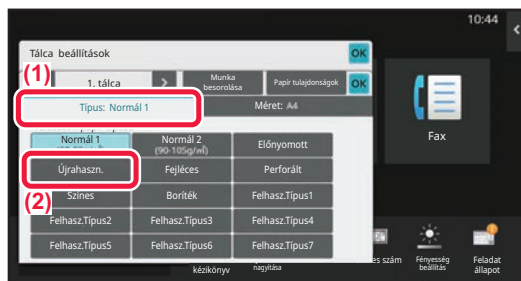 10:44
Tálca beállítások
OK
(1)
1. tálca
Munka
besorolása
Papír tulajdonságok
OK
Típus: Normál 1
Méret: A4
Normál 1
Normál 2
(90-105g/㎡)
Előnyomott
Újrahaszn.
Fejléces
Perforált
(2)
Színes
Boríték
Felhasz.Típus1
Felhasz.Típus2
Felhasz.Típus3
Felhasz.Típus4
Felhasz.Típus5
Felhasz.Típus6
Felhasz.Típus7
Fax
kézikönyv
nagyítása
es szám
Fényesség
beállítás
Feladat
állapot